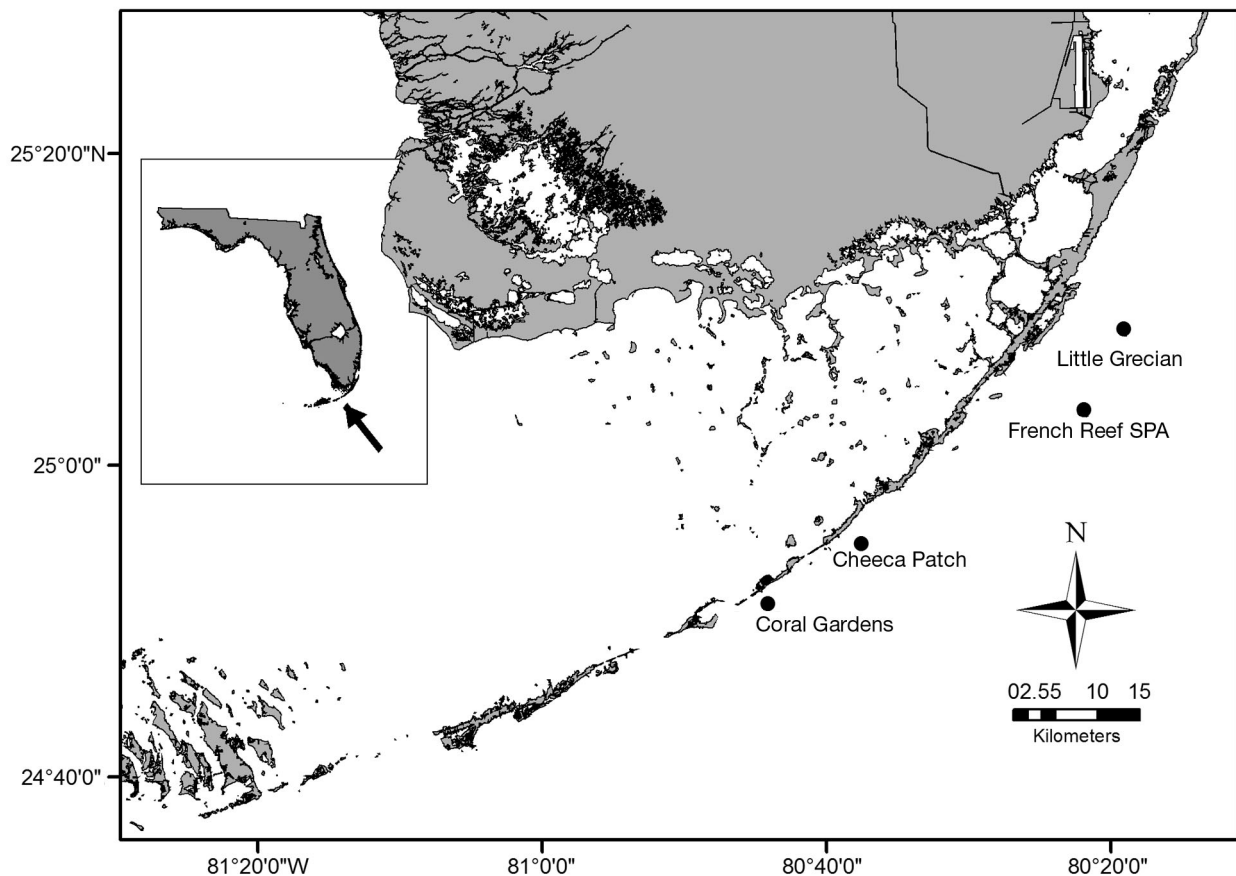 25°20'0"N
25°0'0"
24°40'0"
81°20'0"W
81°0'0"
80°40'0"
80°20'0"
Little Grecian
French Reef SPA
Cheeca Patch
Coral Gardens
N
02.55 10 15
Kilometers